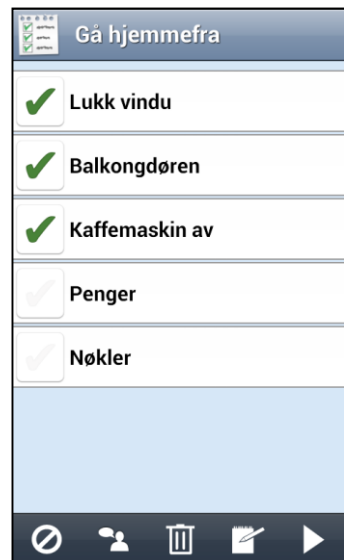 Gå hjemmefra
Lukk vindu
Balkongdøren
Kaffemaskin av
Penger
Nøkler